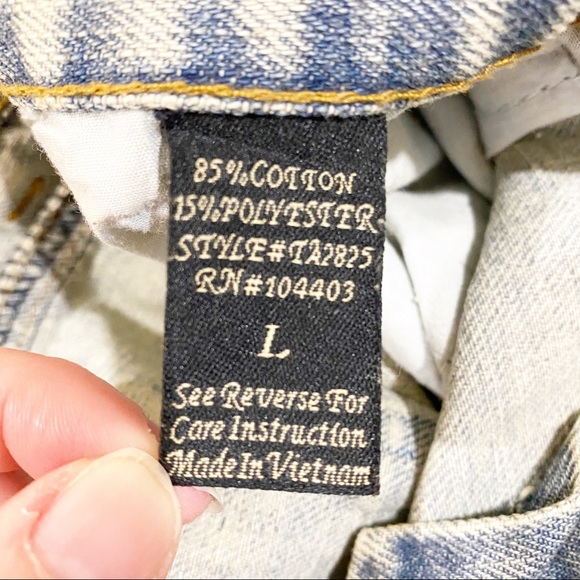 85%COTTON
15%POLYESTER
STYLE#TA2825
RN#104403
L
See Reverse For
Care Instruction
Made In Vietnam